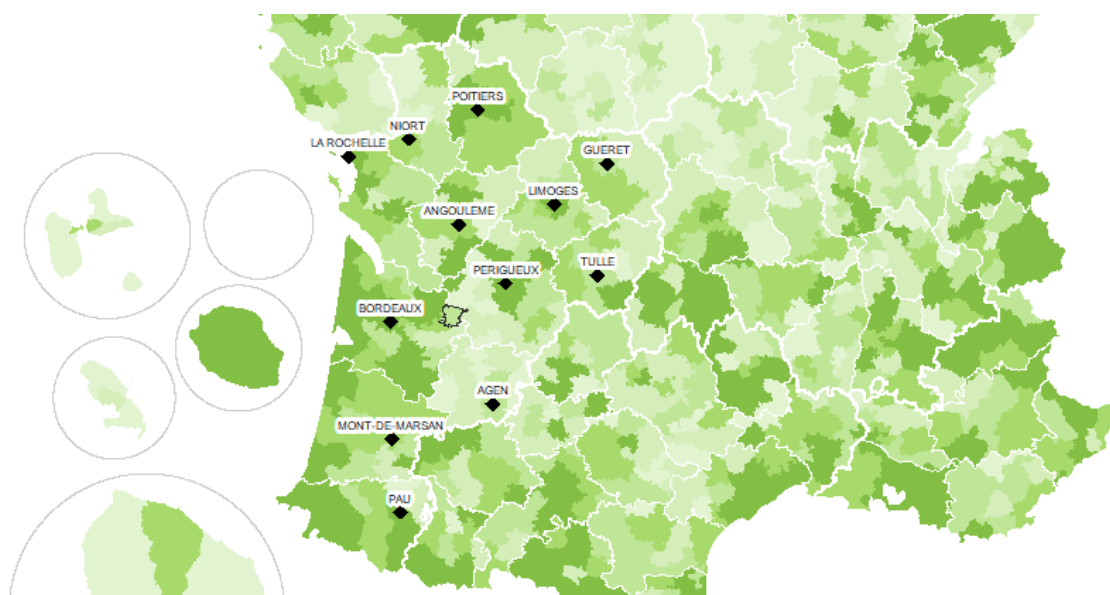 POITIERS
NIORT
LA ROCHELLE
GUERET
LIMOGES
ANGOULEME
TULLE
PERIGUEUX
BORDEAUX
AGEN
MONT-DE-MARSAN
PAU